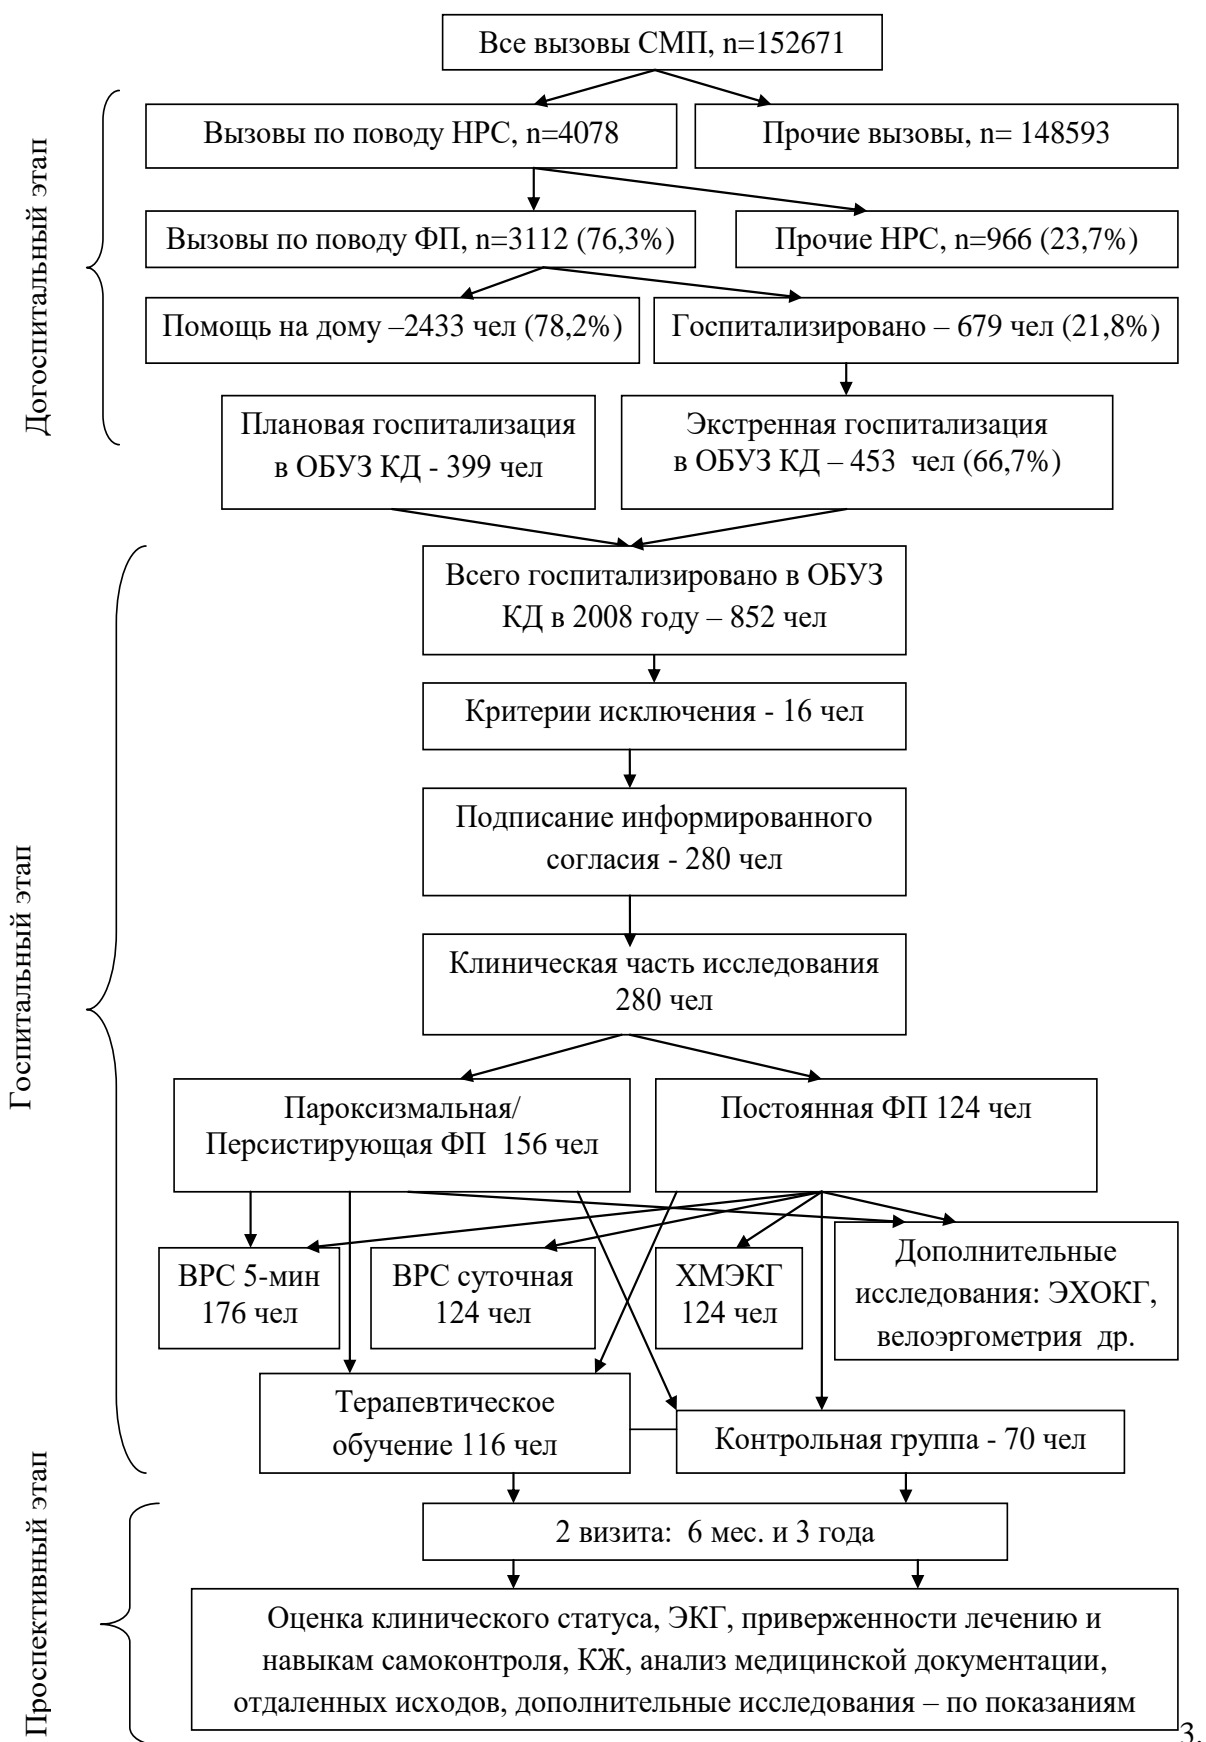 Все вызовы СМП, n=152671
Догоспитальный этап
Вызовы по поводу НРС, n=4078
Прочие вызовы, n= 148593
Вызовы по поводу ФП, n=3112 (76,3%)
Прочие НРС, n=966 (23,7%)
Помощь на дому –2433 чел (78,2%)
Госпитализировано – 679 чел (21,8%)
Плановая госпитализация
в ОБУЗ КД - 399 чел
Экстренная госпитализация
в ОБУЗ КД – 453 чел (66,7%)
Госпитальный этап
Всего госпитализировано в ОБУЗ
КД в 2008 году – 852 чел
Критерии исключения - 16 чел
Подписание информированного
согласия - 280 чел
Клиническая часть исследования
280 чел
Пароксизмальная/
Персистирующая ФП 156 чел
Постоянная ФП 124 чел
ВРС 5-мин
176 чел
ВРС суточная
124 чел
ХМЭКГ
124 чел
Дополнительные
исследования: ЭХОКГ,
велоэргометрия др.
Терапевтическое
обучение 116 чел
Контрольная группа - 70 чел
Проспективный этап
2 визита: 6 мес. и 3 года
Оценка клинического статуса, ЭКГ, приверженности лечению и
навыкам самоконтроля, КЖ, анализ медицинской документации,
отдаленных исходов, дополнительные исследования – по показаниям
3.